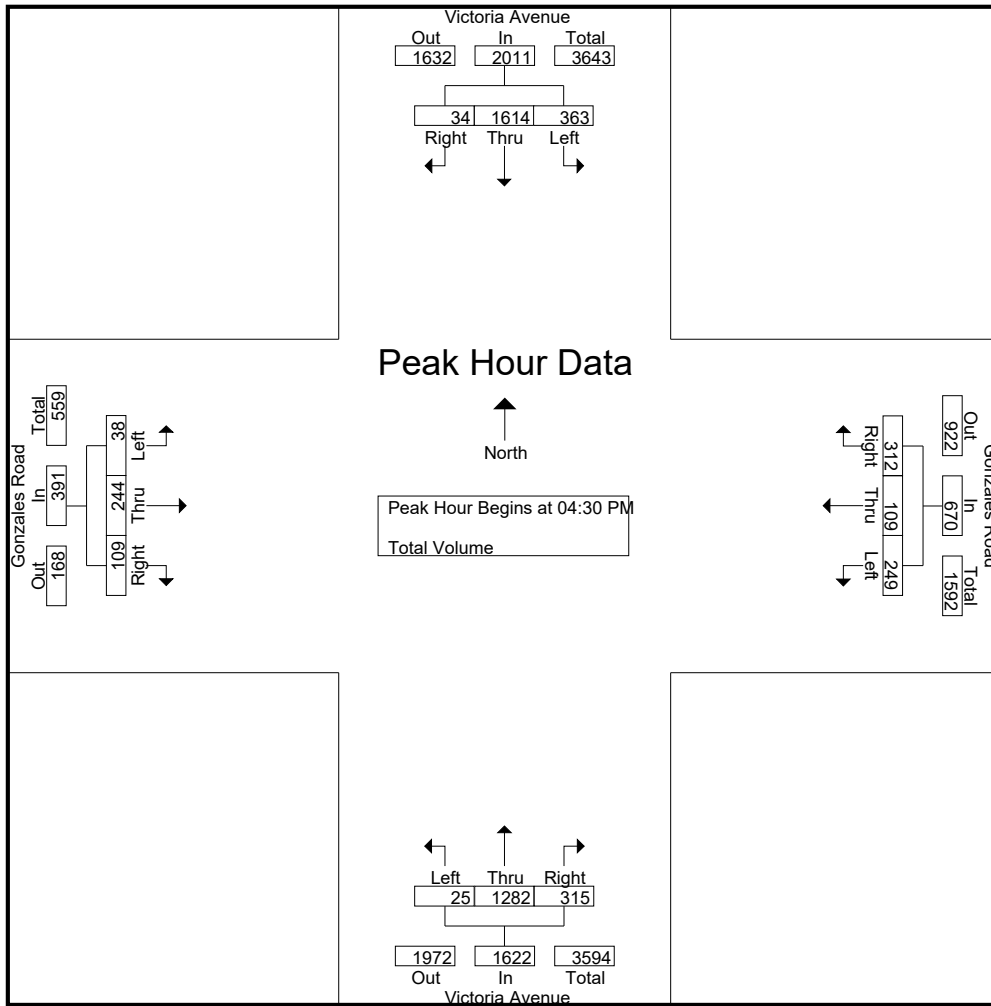 Victoria Avenue
Out In Total
1632 2011 3643
34 1614 363
Right Thru Left
Peak Hour Data
North
Peak Hour Begins at 04:30 PM
Total Volume
Gonzales Road
Out In Total
168 391 559
109 244 38
Right Thru Left
Gonzales Road
Out In Total
922 670 1592
312 109 249
Right Thru Left
Left Thru Right
25 1282 315
1972 1622 3594
Out In Total
Victoria Avenue